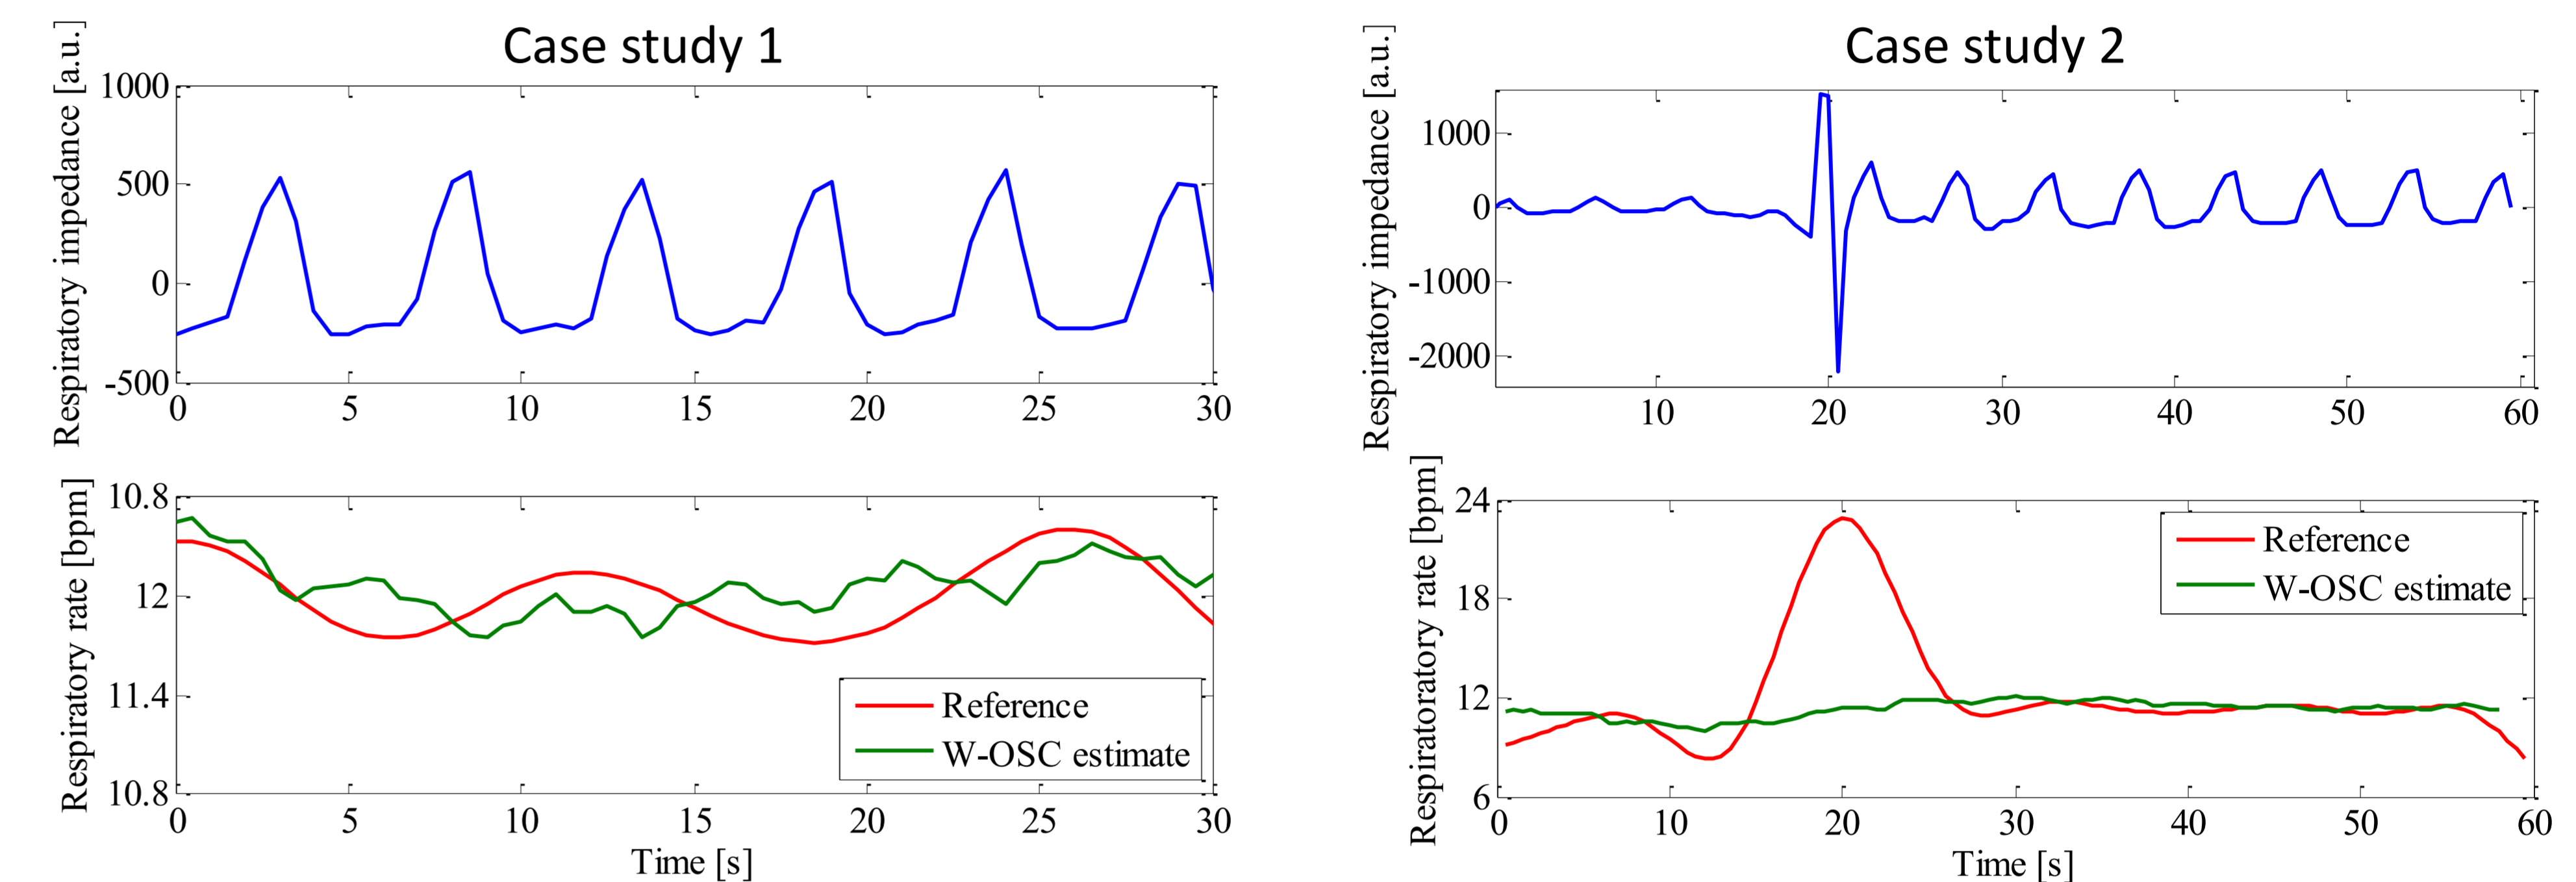 Case study 1
Respiratory impedance [a.u.]
1000
500
0
-500
0 5 10 15 20 25 30
Respiratory rate [bpm]
10.8
12
11.4
10.8
Reference
W-OSC estimate
0 5 10 15 20 25 30
Time [s]
Case study 2
Respiratory impedance [a.u.]
1000
0
-1000
-2000
10 20 30 40 50 60
Respiratoratory rate [bpm]
24
18
12
6
Reference
W-OSC estimate
0 10 20 30 40 50 60
Time [s]